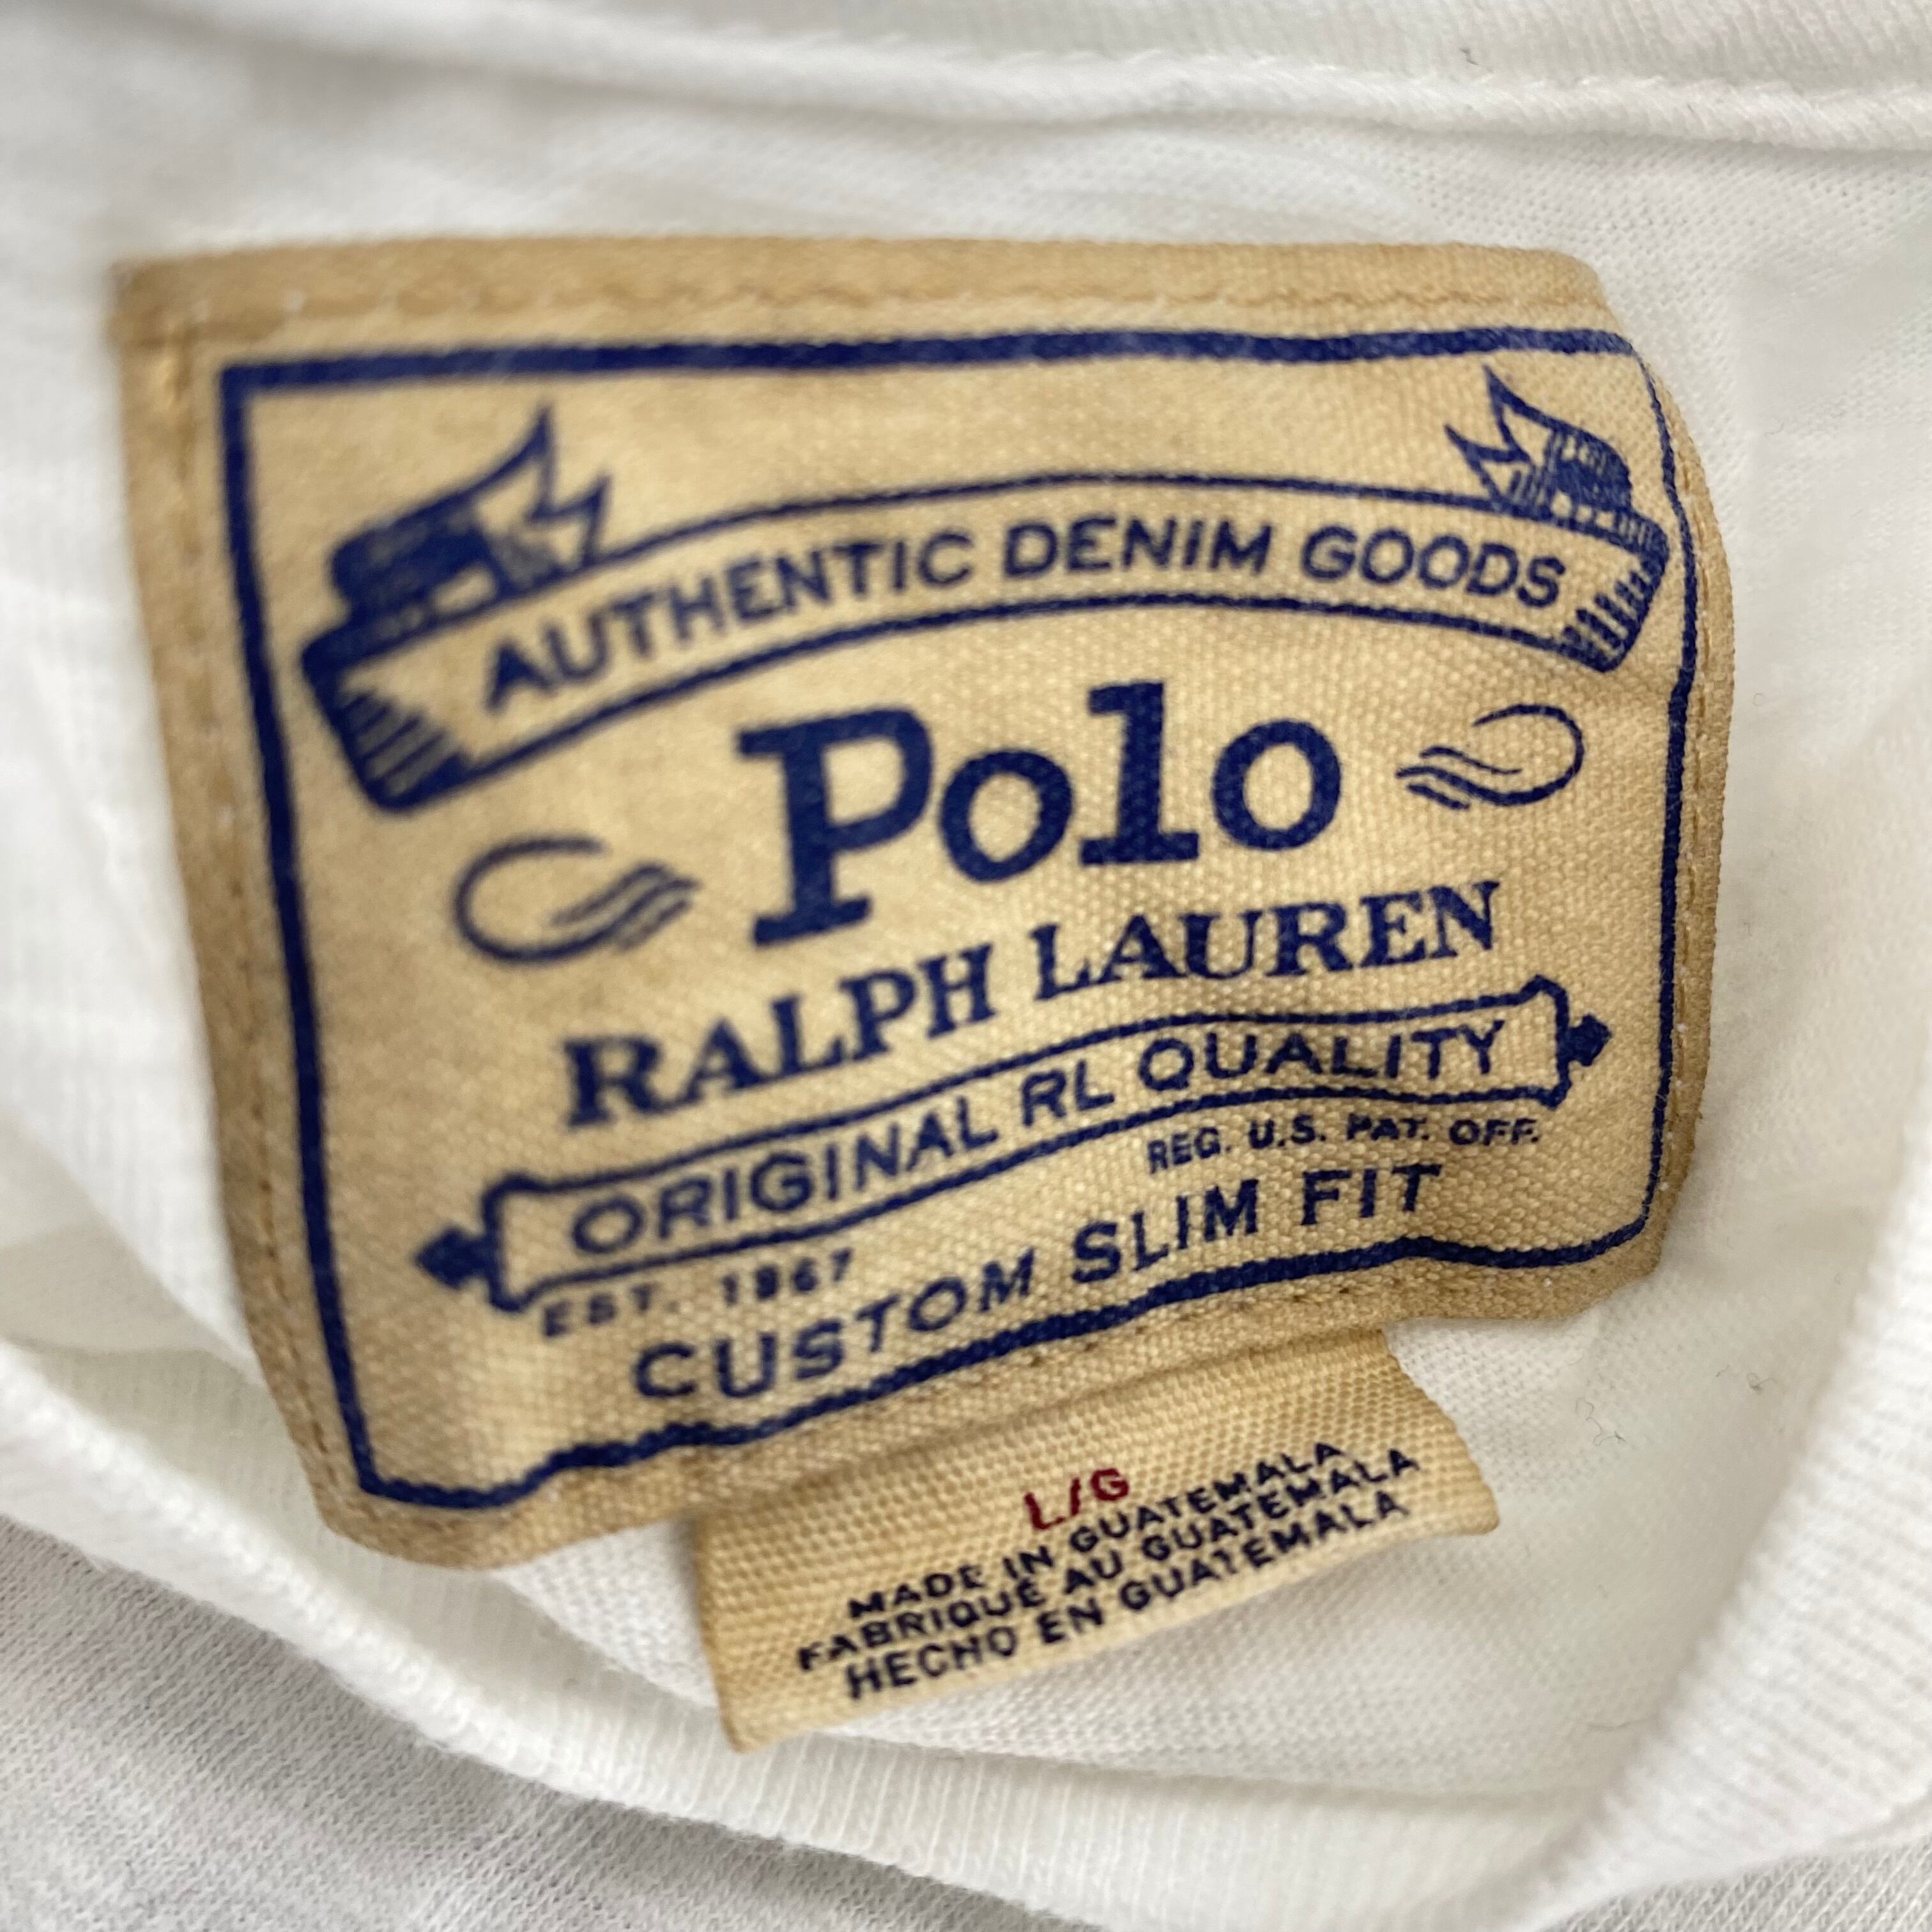 AUTHENTIC DENIM GOODS
Polo
RALPH LAUREN
ORIGINAL RL QUALITY
EST. 1967 REG. U.S. PAT. OFF.
CUSTOM SLIM FIT
L/G
MADE IN GUATEMALA
FABRIQUÉ AU GUATEMALA
HECHO EN GUATEMALA